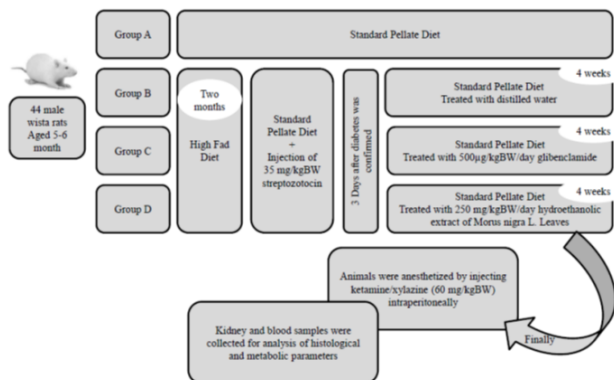 Group A
Standard Pellate Diet
44 male
wista rats
Aged 5-6
month
Group B
Group C
Group D
Two
months
High Fad
Diet
Standard
Pellate Diet
+
Injection of
35 mg/kgBW
streptozotocin
3 Days after diabetes was
confirmed
4 weeks
Standard Pellate Diet
Treated with distilled water
4 weeks
Standard Pellate Diet
Treated with 500µg/kgBW/day glibenclamide
4 weeks
Standard Pellate Diet
Treated with 250 mg/kgBW/day hydroethanolic
extract of Morus nigra L. Leaves
Animals were anesthetized by injecting
ketamine/xylazine (60 mg/kgBW)
intraperitoneally
Finally
Kidney and blood samples were
collected for analysis of histological
and metabolic parameters